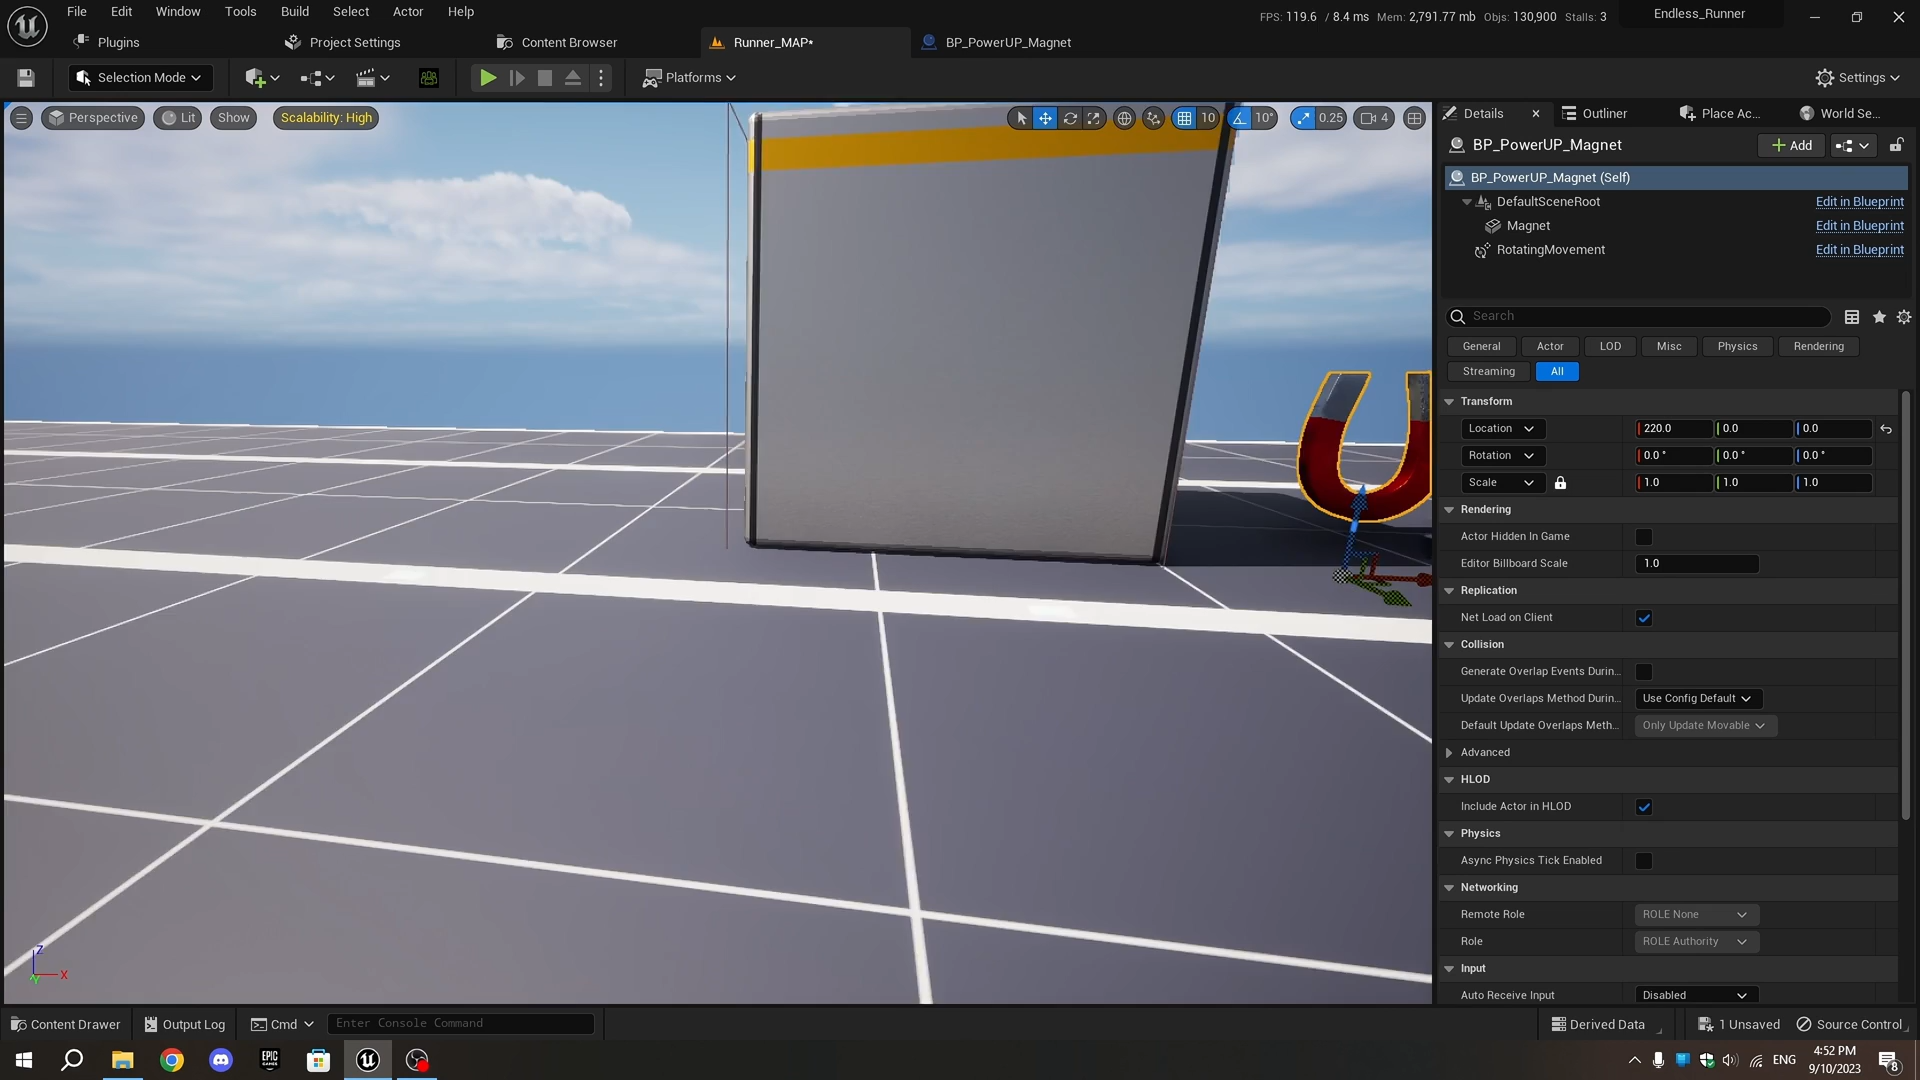 File Edit Window Tools Build Select Actor Help
FPS: 119.6 / 8.4 ms Mem: 2,791.77 mb Objs: 130,900 Stalls: 3
Endless_Runner
Plugins
Project Settings
Content Browser
Runner_MAP*
BP_PowerUP_Magnet
Selection Mode
Platforms
Settings
Perspective
Lit
Show
Scalability: High
10
10°
0.25
4
Details
Outliner
Place Ac...
World Se...
BP_PowerUP_Magnet
Add
BP_PowerUP_Magnet (Self)
DefaultSceneRoot Edit in Blueprint
Magnet Edit in Blueprint
RotatingMovement Edit in Blueprint
Search
General Actor LOD Misc Physics Rendering
Streaming All
Transform
Location 220.0 0.0 0.0
Rotation 0.0 ° 0.0 ° 0.0 °
Scale 1.0 1.0 1.0
Rendering
Actor Hidden In Game
Editor Billboard Scale 1.0
Replication
Net Load on Client
Collision
Generate Overlap Events Durin...
Update Overlaps Method Durin... Use Config Default
Default Update Overlaps Meth... Only Update Movable
Advanced
HLOD
Include Actor in HLOD
Physics
Async Physics Tick Enabled
Networking
Remote Role ROLE None
Role ROLE Authority
Input
Auto Receive Input Disabled
Z
X
Y
Content Drawer
Output Log
Cmd
Enter Console Command
Derived Data
1 Unsaved
Source Control
EPIC GAMES
ENG
4:52 PM
9/10/2023
8